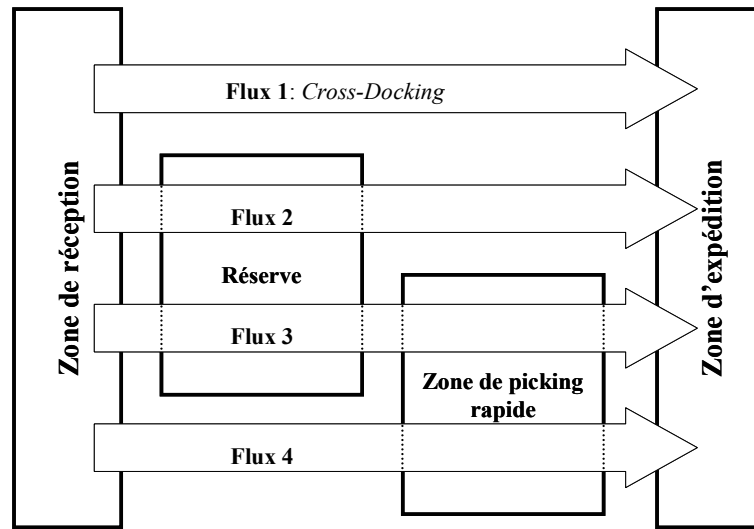 Zone de réception
Flux 1: Cross-Docking
Flux 2
Réserve
Flux 3
Zone de picking
rapide
Flux 4
Zone d'expédition